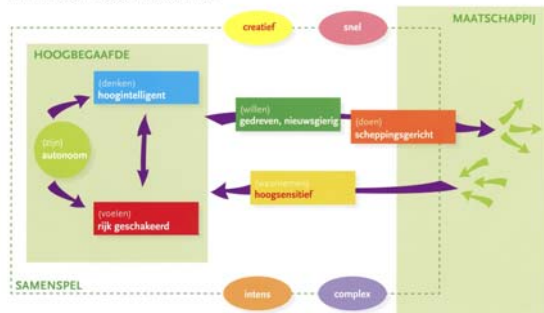 creatief
snel
MAATSCHAPPIJ
HOOGBEGAAFDE
(denken)
hoogintelligent
(willen)
gedreven, nieuwsgierig
(doen)
scheppingsgericht
(zijn)
autonoom
(waarnemen)
hoogsensitief
(voelen)
rijk geschakeerd
SAMENSPEL
intens
complex